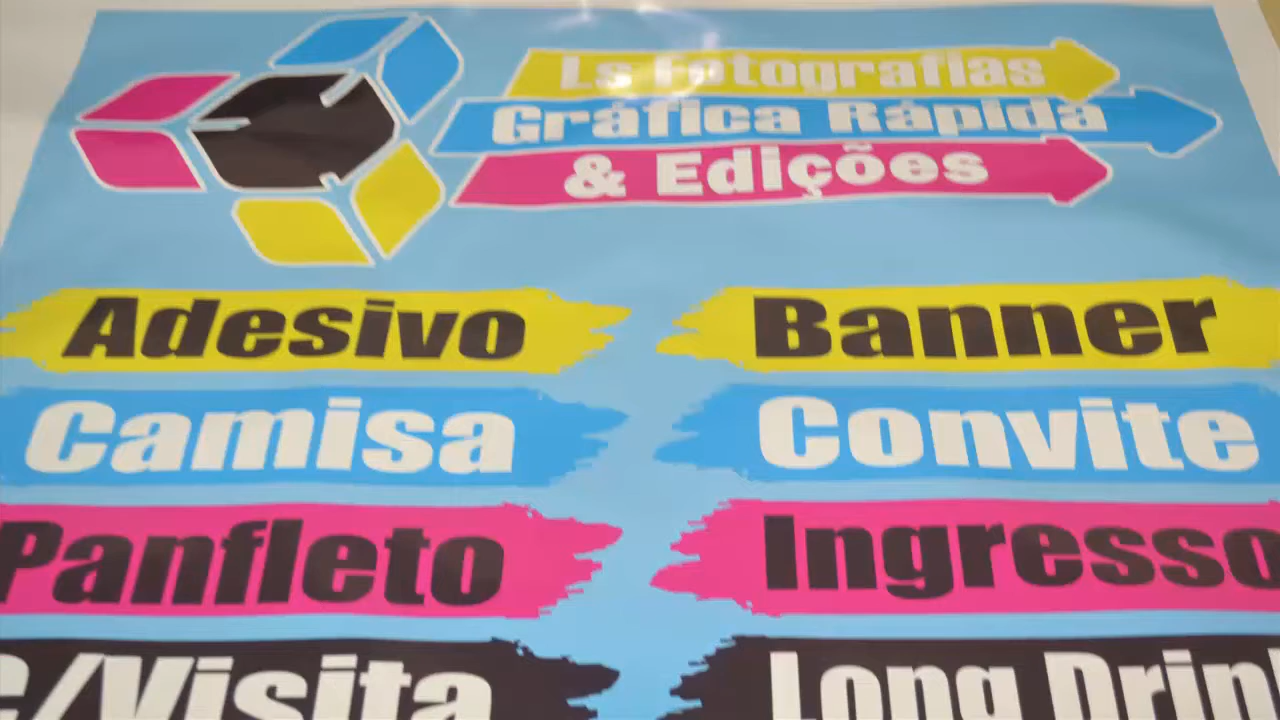 Ls Fotografias
Gráfica Rápida
& Edições
Adesivo
Banner
Camisa
Convite
Panfleto
Ingresso
C/Visita
Long Drink